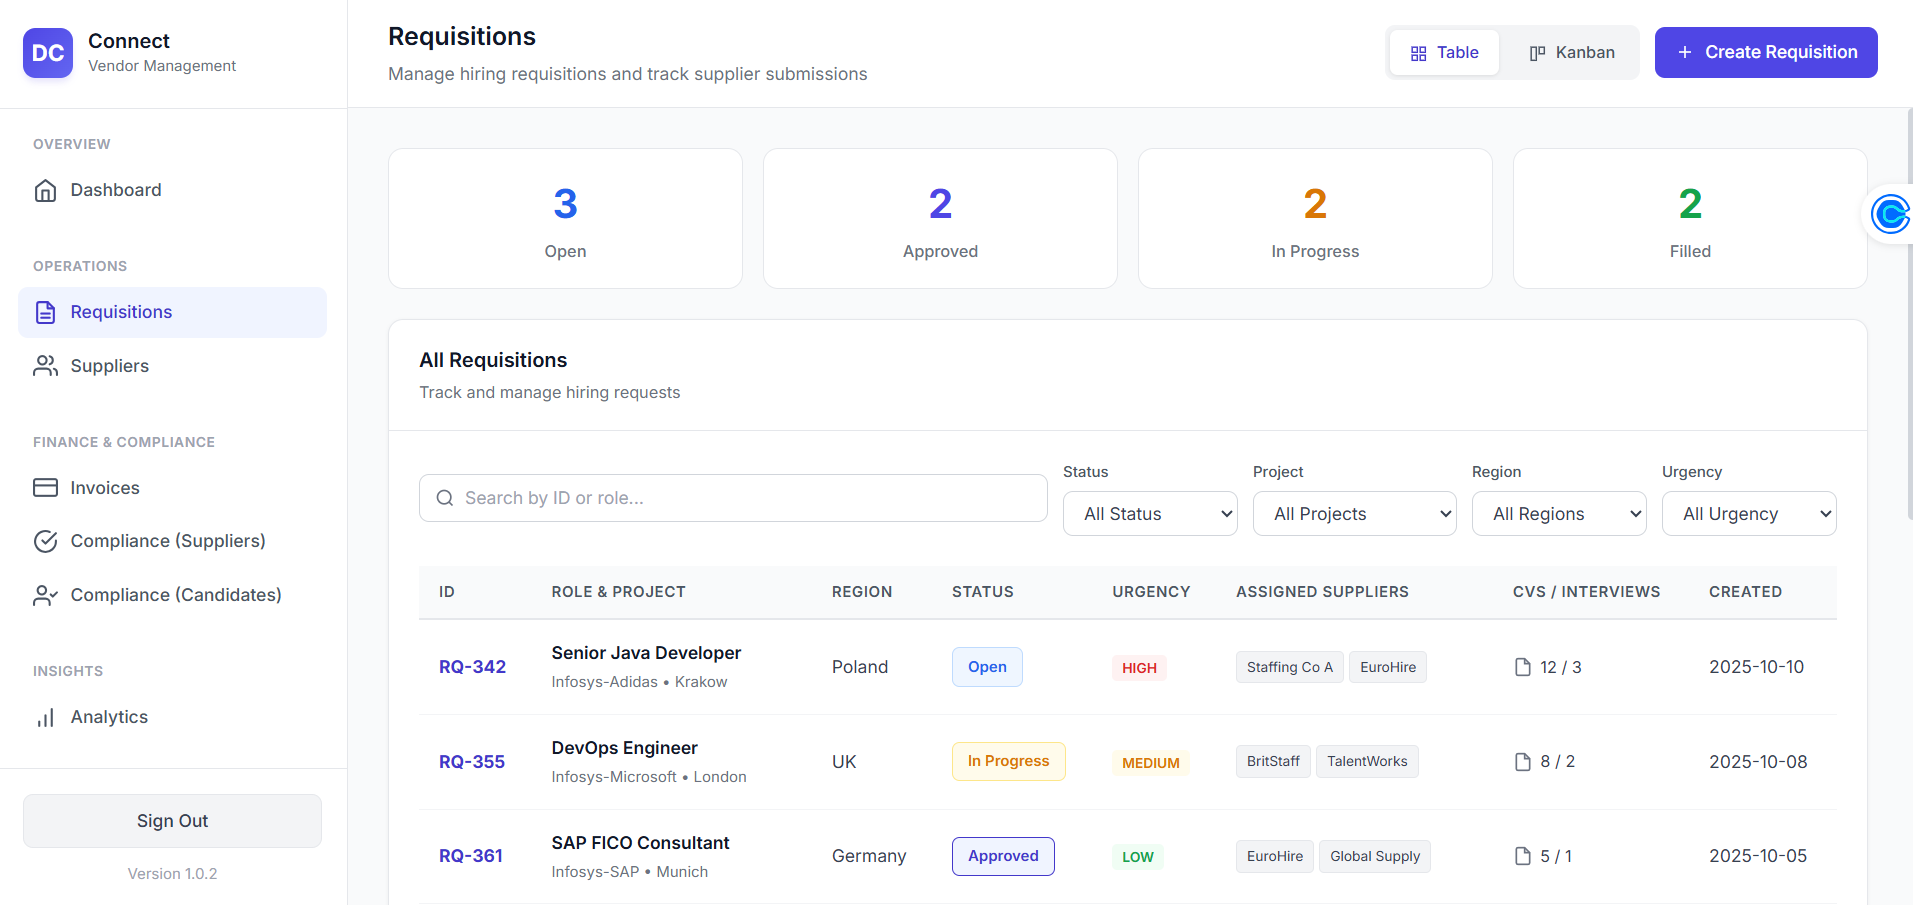 DC
Connect
Vendor Management
OVERVIEW
Dashboard
OPERATIONS
Requisitions
Suppliers
FINANCE & COMPLIANCE
Invoices
Compliance (Suppliers)
Compliance (Candidates)
INSIGHTS
Analytics
Sign Out
Version 1.0.2
Requisitions
Manage hiring requisitions and track supplier submissions
Table
Kanban
+ Create Requisition
3
Open
2
Approved
2
In Progress
2
Filled
All Requisitions
Track and manage hiring requests
Search by ID or role...
Status
All Status
Project
All Projects
Region
All Regions
Urgency
All Urgency
ID ROLE & PROJECT REGION STATUS URGENCY ASSIGNED SUPPLIERS CVS / INTERVIEWS CREATED
RQ-342 Senior Java Developer Poland Open HIGH Staffing Co A EuroHire 12 / 3 2025-10-10
Infosys-Adidas • Krakow
RQ-355 DevOps Engineer UK In Progress MEDIUM BritStaff TalentWorks 8 / 2 2025-10-08
Infosys-Microsoft • London
RQ-361 SAP FICO Consultant Germany Approved LOW EuroHire Global Supply 5 / 1 2025-10-05
Infosys-SAP • Munich